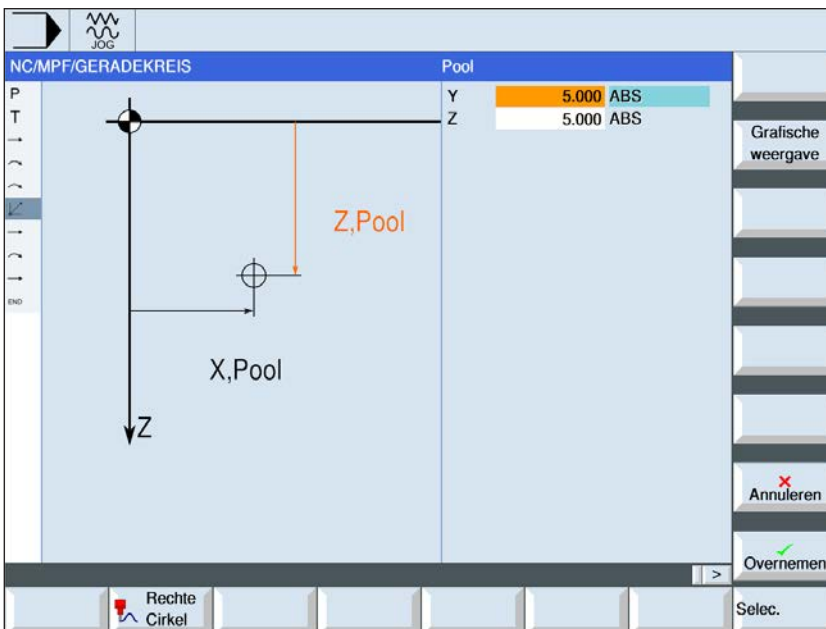 JOG
NC/MPF/GERADEKREIS
Pool
P
T
END
Z,Pool
X,Pool
Z
Y 5.000 ABS
Z 5.000 ABS
Grafische
weergave
Annuleren
Overnemen
>
Rechte
Cirkel
Selec.